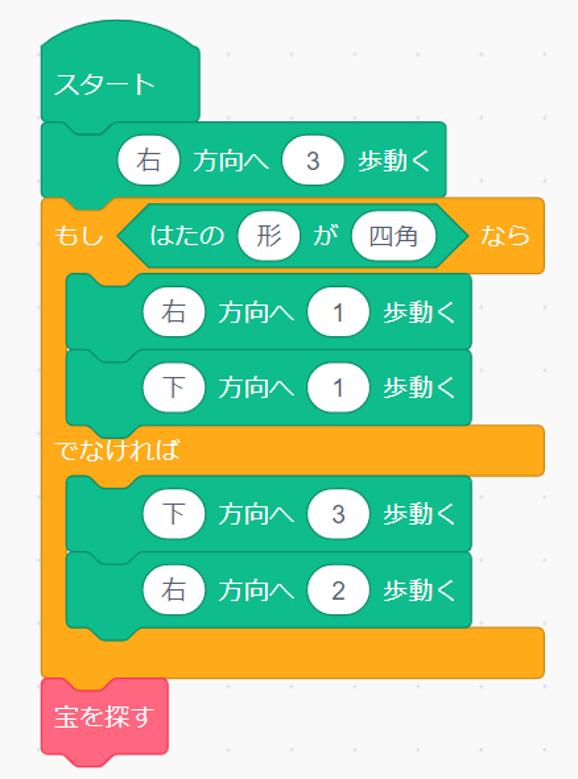 スタート
右 方向へ 3 歩動く
もし はたの 形 が 四角 なら
右 方向へ 1 歩動く
下 方向へ 1 歩動く
でなければ
下 方向へ 3 歩動く
右 方向へ 2 歩動く
宝を探す